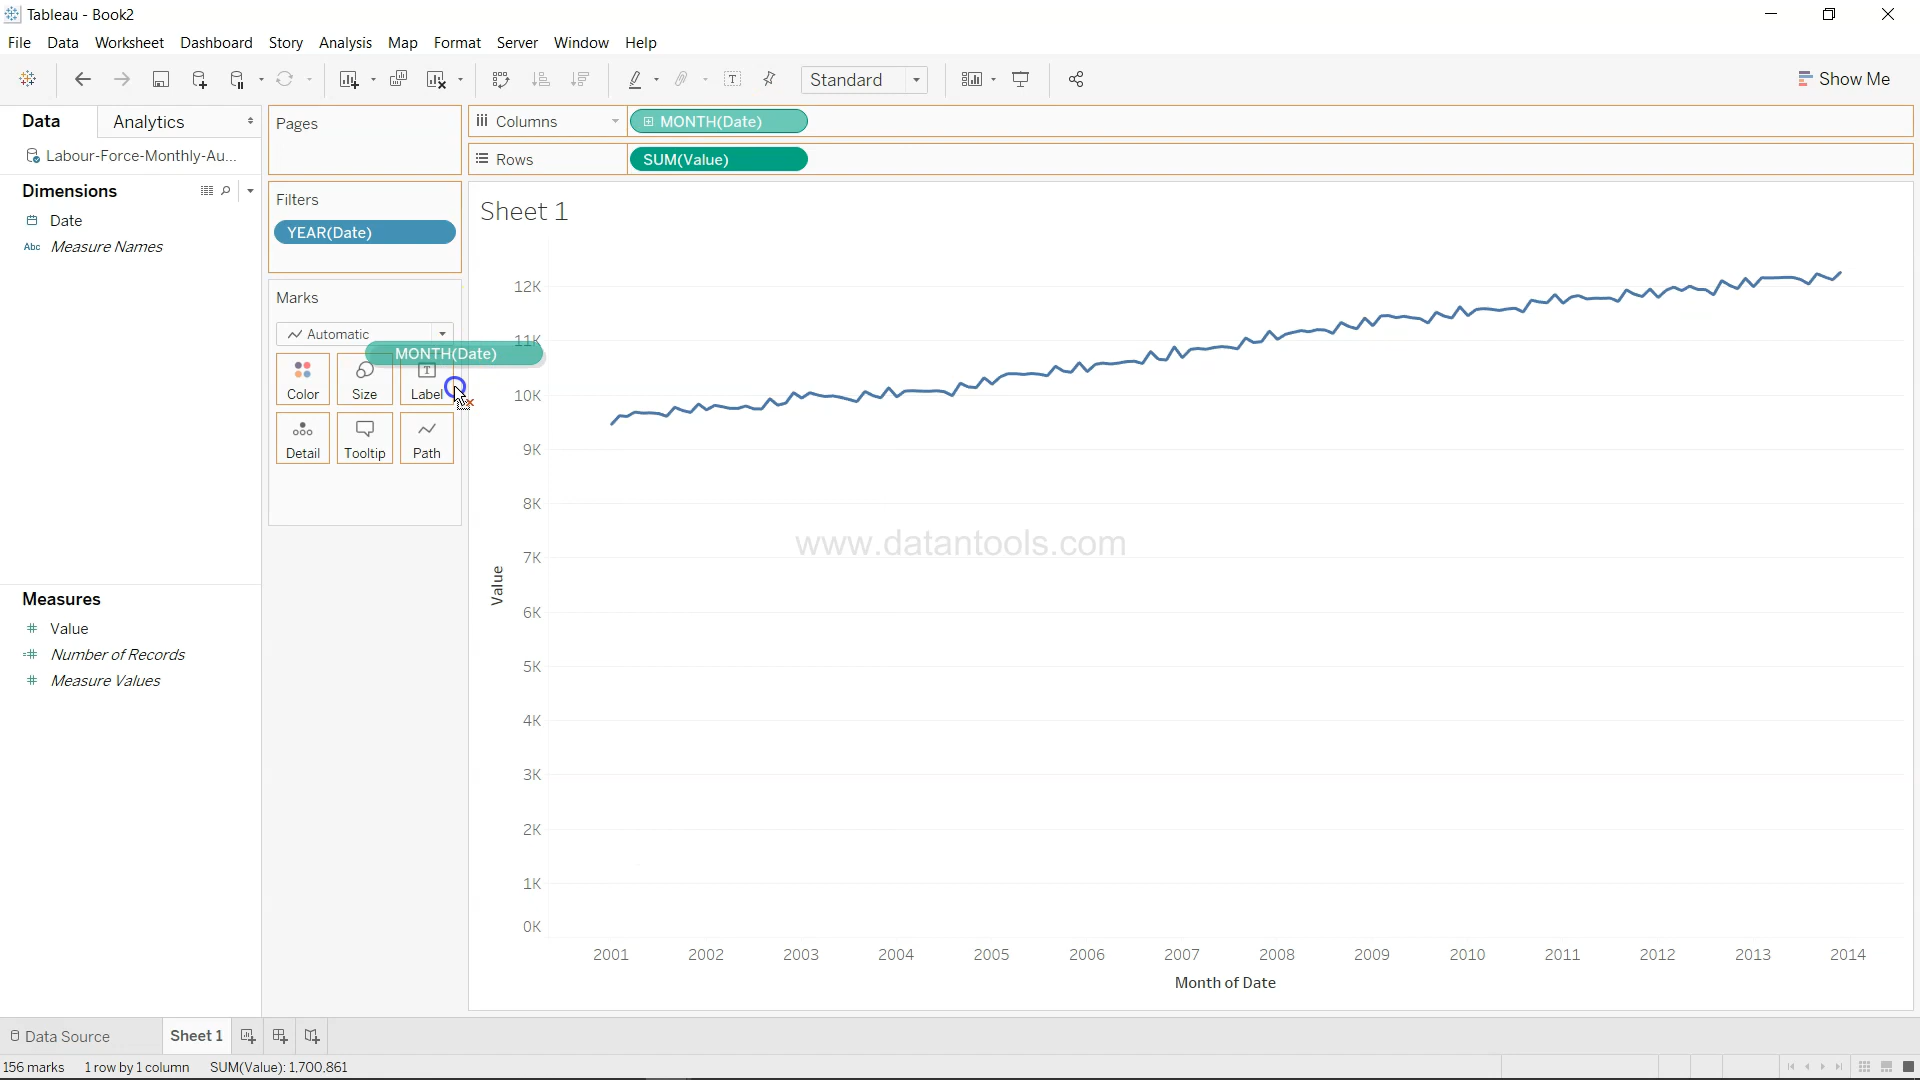 Tableau - Book2
File Data Worksheet Dashboard Story Analysis Map Format Server Window Help
Standard
Show Me
Data
Analytics
Labour-Force-Monthly-Au...
Dimensions
Date
Abc Measure Names
Measures
Value
Number of Records
Measure Values
Pages
Filters
YEAR(Date)
Marks
Automatic
MONTH(Date)
Color Size Label
Detail Tooltip Path
Columns MONTH(Date)
Rows SUM(Value)
Sheet 1
12K
11K
10K
9K
8K
7K
6K
5K
4K
3K
2K
1K
0K
Value
www.datantools.com
2001 2002 2003 2004 2005 2006 2007 2008 2009 2010 2011 2012 2013 2014
Month of Date
Data Source Sheet 1
156 marks 1 row by 1 column SUM(Value): 1,700,861